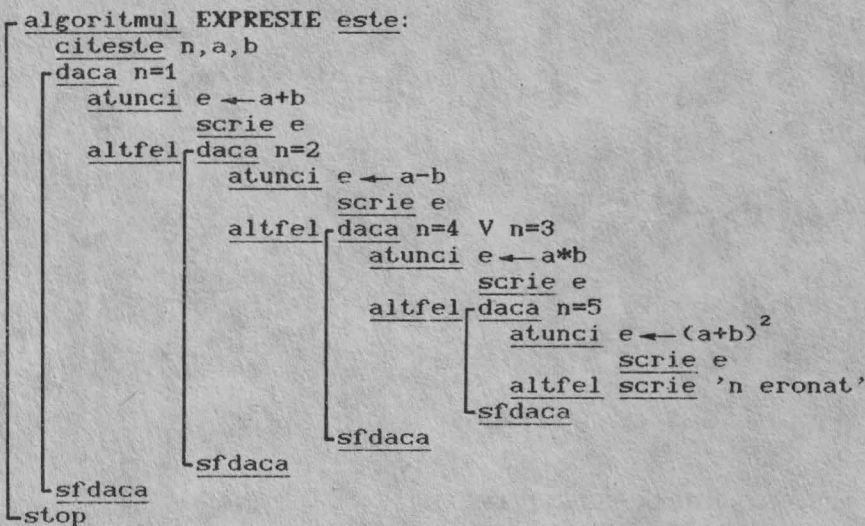 algoritmul EXPRESIE este:
citeste n,a,b
daca n=1
atunci e ← a+b
scrie e
altfel daca n=2
atunci e ← a-b
scrie e
altfel daca n=4 V n=3
atunci e ← a*b
scrie e
altfel daca n=5
atunci e ← (a+b)²
scrie e
altfel scrie 'n eronat'
sfdaca
sfdaca
sfdaca
sfdaca
stop